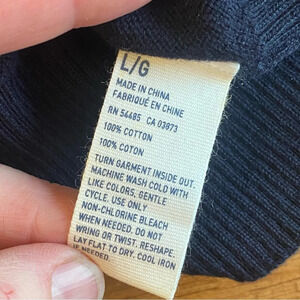 L/G
MADE IN CHINA
FABRIQUÉ EN CHINE
RN 54485 CA 03873
100% COTTON
100% COTON
TURN GARMENT INSIDE OUT.
MACHINE WASH COLD WITH
LIKE COLORS, GENTLE
CYCLE. USE ONLY
NON-CHLORINE BLEACH
WHEN NEEDED. DO NOT
WRING OR TWIST. RESHAPE.
LAY FLAT TO DRY. COOL IRON
IF NEEDED.